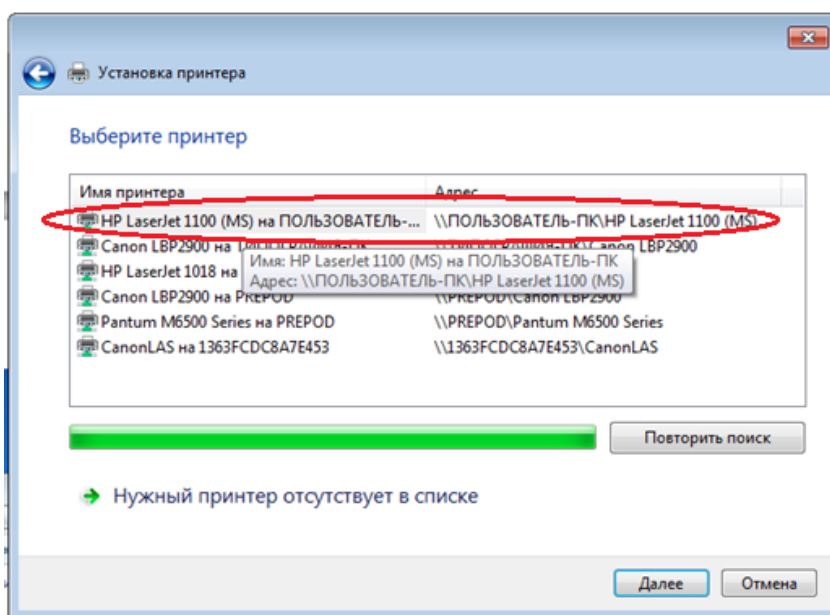 Установка принтера
Выберите принтер
Имя принтера Адрес
HP LaserJet 1100 (MS) на ПОЛЬЗОВАТЕЛЬ-... \\ПОЛЬЗОВАТЕЛЬ-ПК\HP LaserJet 1100 (MS)
Canon LBP2900 на Canon LBP2900
Имя: HP LaserJet 1100 (MS) на ПОЛЬЗОВАТЕЛЬ-ПК
HP LaserJet 1018 на
Адрес: \\ПОЛЬЗОВАТЕЛЬ-ПК\HP LaserJet 1100 (MS)
Canon LBP2900 на PREPOD \\PREPOD\Canon LBP2900
Pantum M6500 Series на PREPOD \\PREPOD\Pantum M6500 Series
CanonLAS на 1363FCDC8A7E453 \\1363FCDC8A7E453\CanonLAS
Повторить поиск
Нужный принтер отсутствует в списке
Далее Отмена